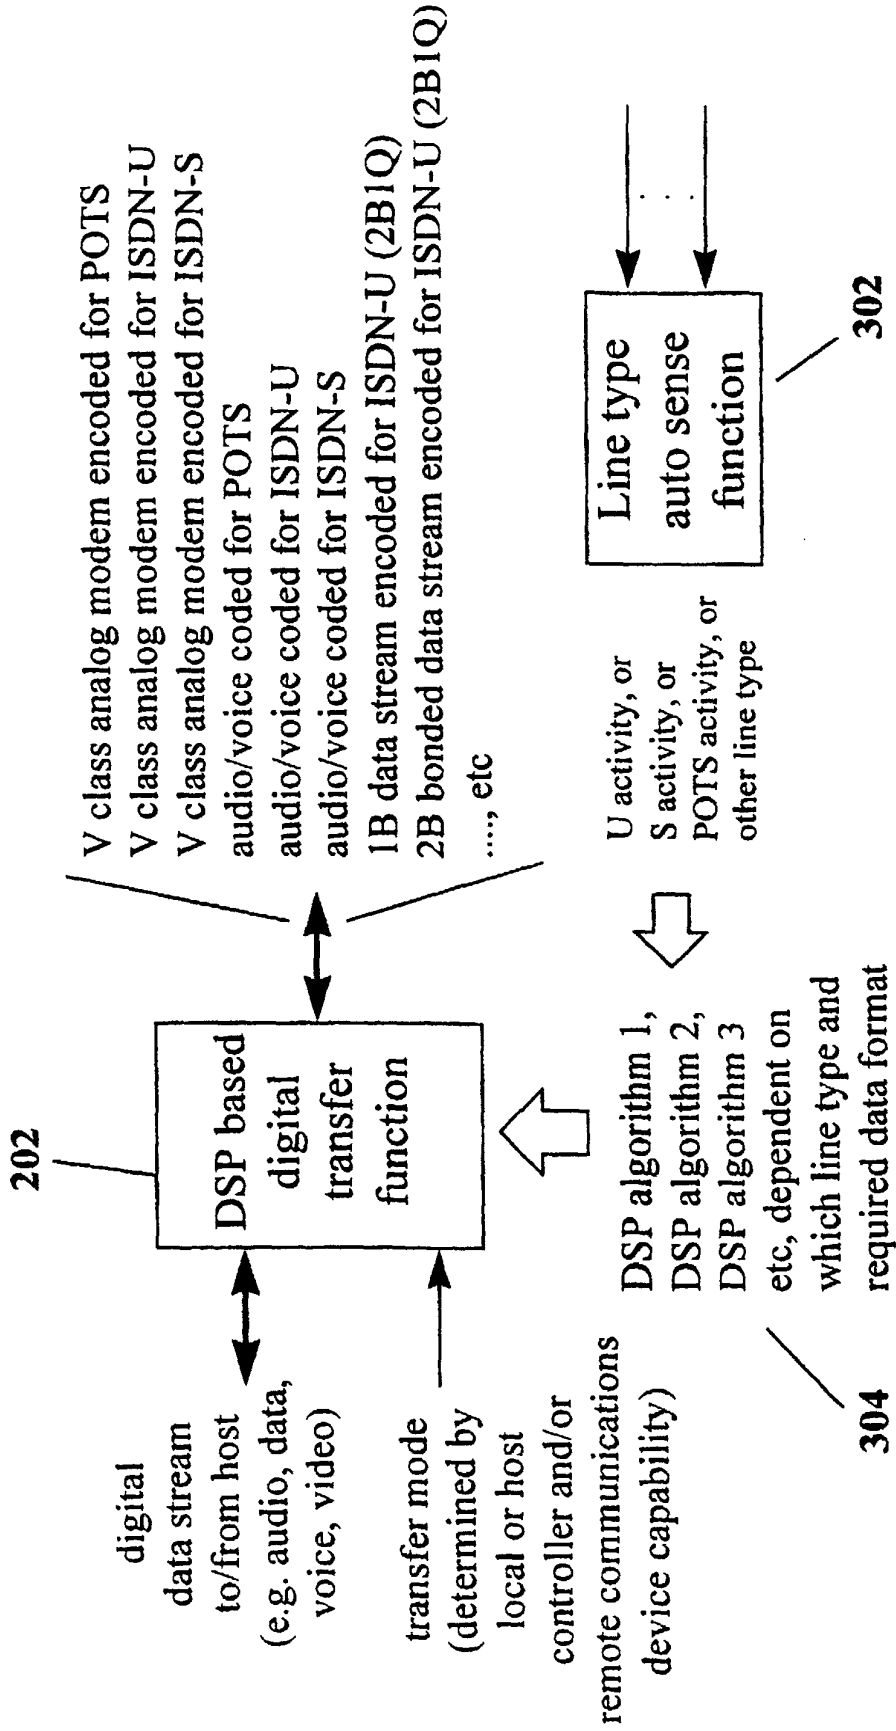 202
digital
data stream
to/from host
(e.g. audio, data,
voice, video)
transfer mode
(determined by
local or host
controller and/or
remote communications
device capability)
DSP based
digital
transfer
function
V class analog modem encoded for POTS
V class analog modem encoded for ISDN-U
V class analog modem encoded for ISDN-S
audio/voice coded for POTS
audio/voice coded for ISDN-U
audio/voice coded for ISDN-S
1B data stream encoded for ISDN-U (2B1Q)
2B bonded data stream encoded for ISDN-U (2B1Q)
....., etc
DSP algorithm 1,
DSP algorithm 2,
DSP algorithm 3
etc, dependent on
which line type and
required data format
304
U activity, or
S activity, or
POTS activity, or
other line type
Line type
auto sense
function
302